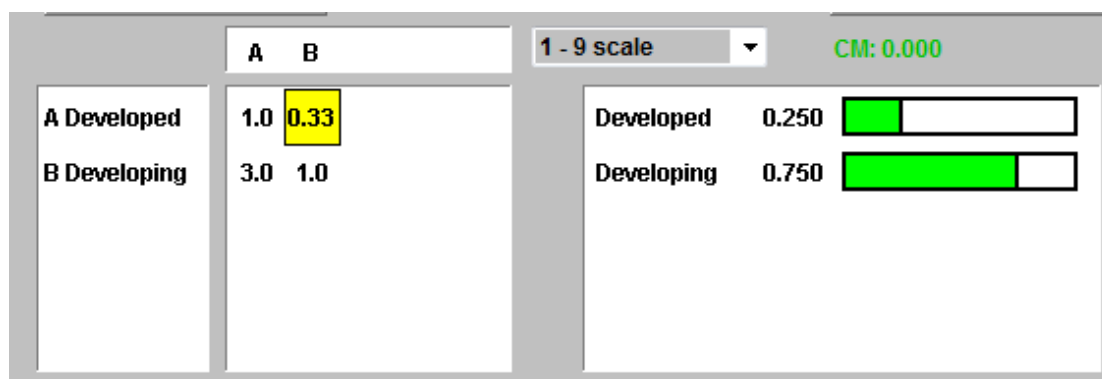 A B
1 - 9 scale
CM: 0.000
A Developed 1.0 0.33
B Developing 3.0 1.0
Developed 0.250
Developing 0.750